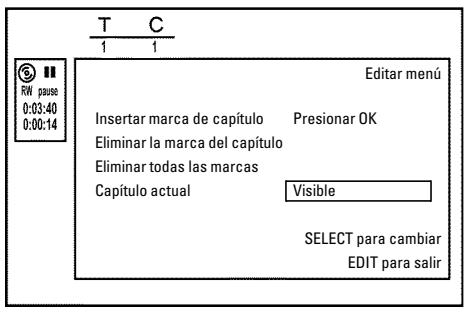 T C
1 1
RW pause
0:03:40
0:00:14
Editar menú
Insertar marca de capítulo Presionar OK
Eliminar la marca del capítulo
Eliminar todas las marcas
Capítulo actual Visible
SELECT para cambiar
EDIT para salir